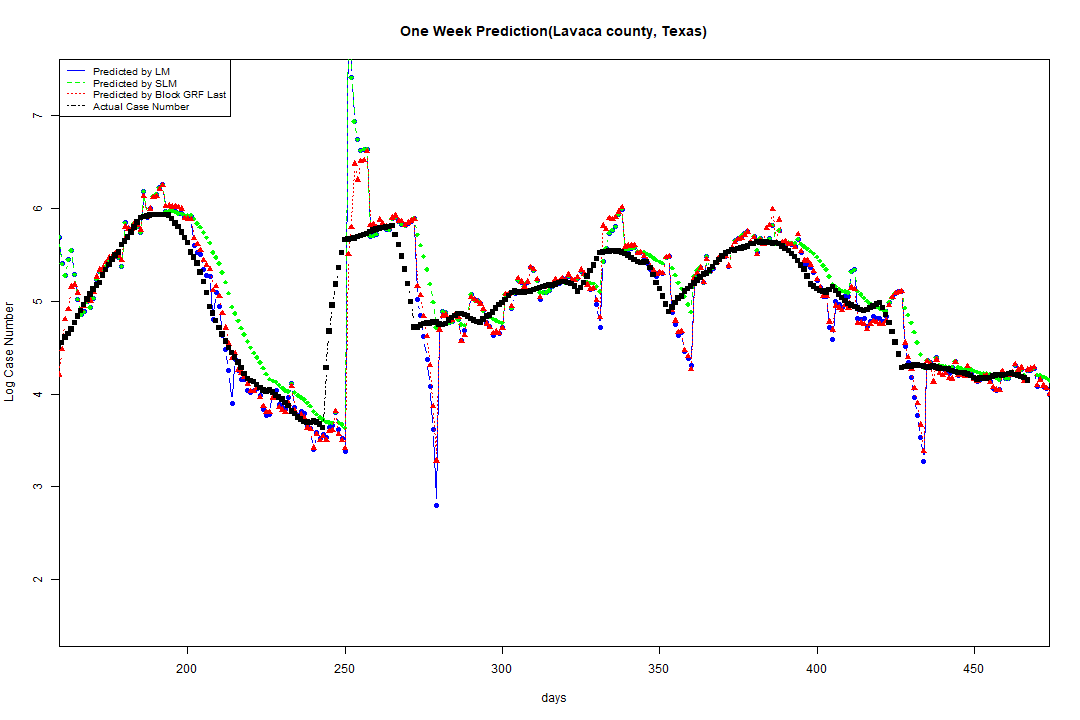 One Week Prediction(Lavaca county, Texas)
Predicted by LM
Predicted by SLM
Predicted by Block GRF Last
Actual Case Number
7
6
5
4
3
2
Log Case Number
200
250
300
350
400
450
days